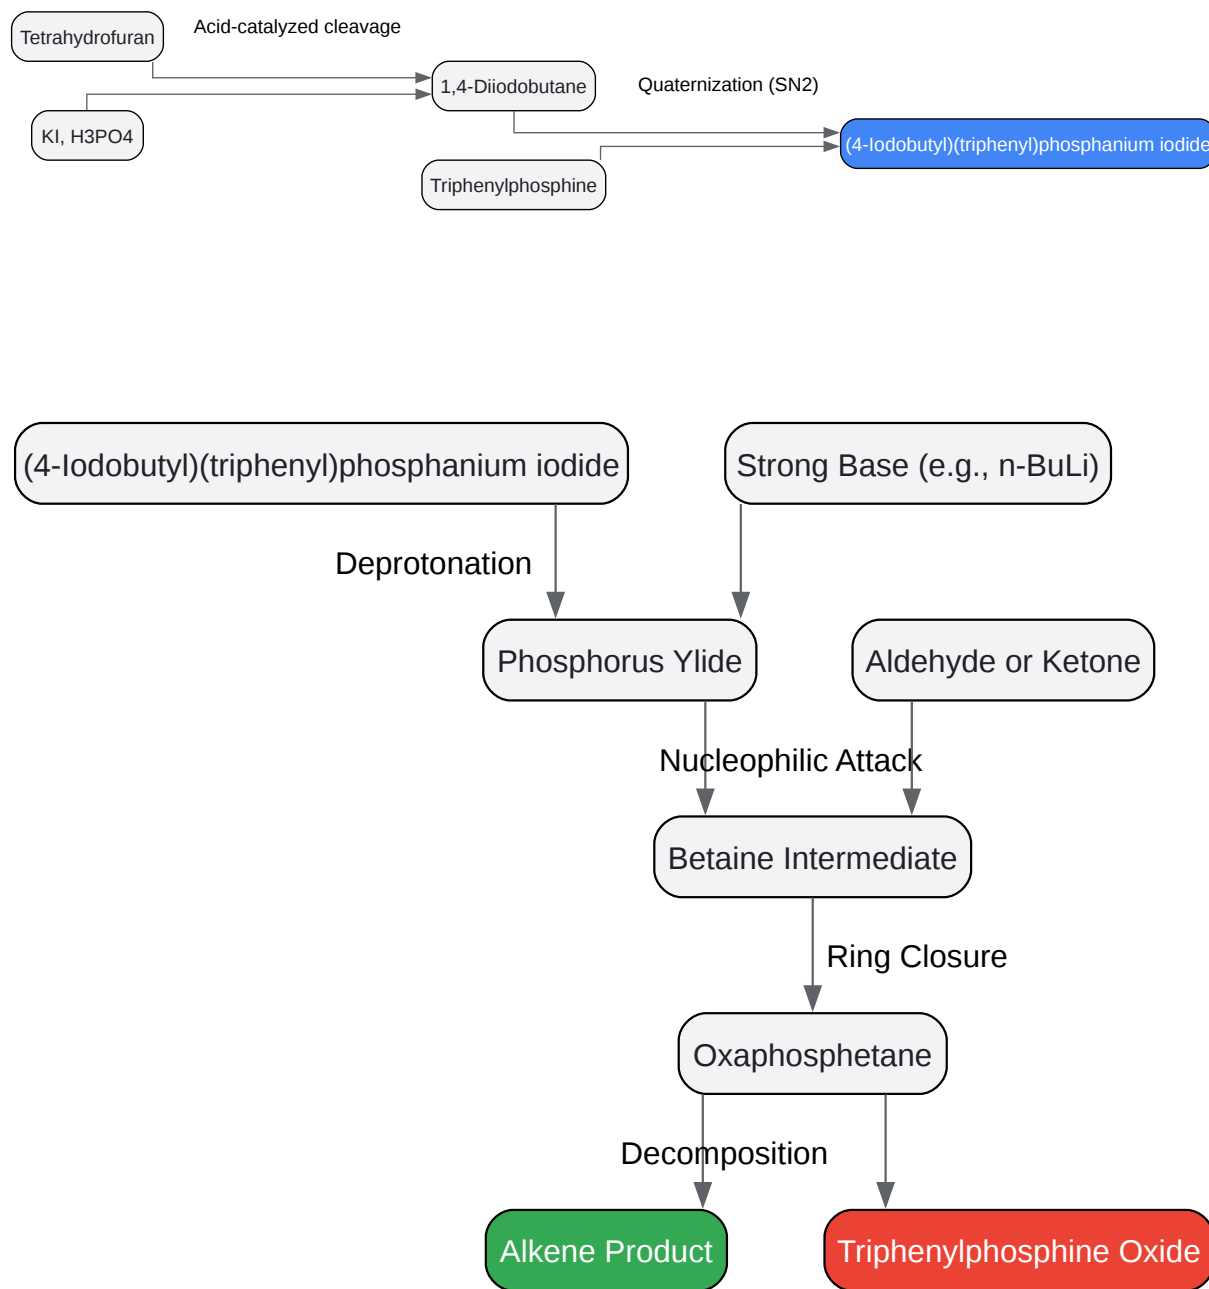 Tetrahydrofuran
Acid-catalyzed cleavage
KI, H3PO4
1,4-Diiodobutane
Quaternization (SN2)
Triphenylphosphine
(4-Iodobutyl)(triphenyl)phosphanium iodide
(4-Iodobutyl)(triphenyl)phosphanium iodide
Strong Base (e.g., n-BuLi)
Deprotonation
Phosphorus Ylide
Aldehyde or Ketone
Nucleophilic Attack
Betaine Intermediate
Ring Closure
Oxaphosphetane
Decomposition
Alkene Product
Triphenylphosphine Oxide